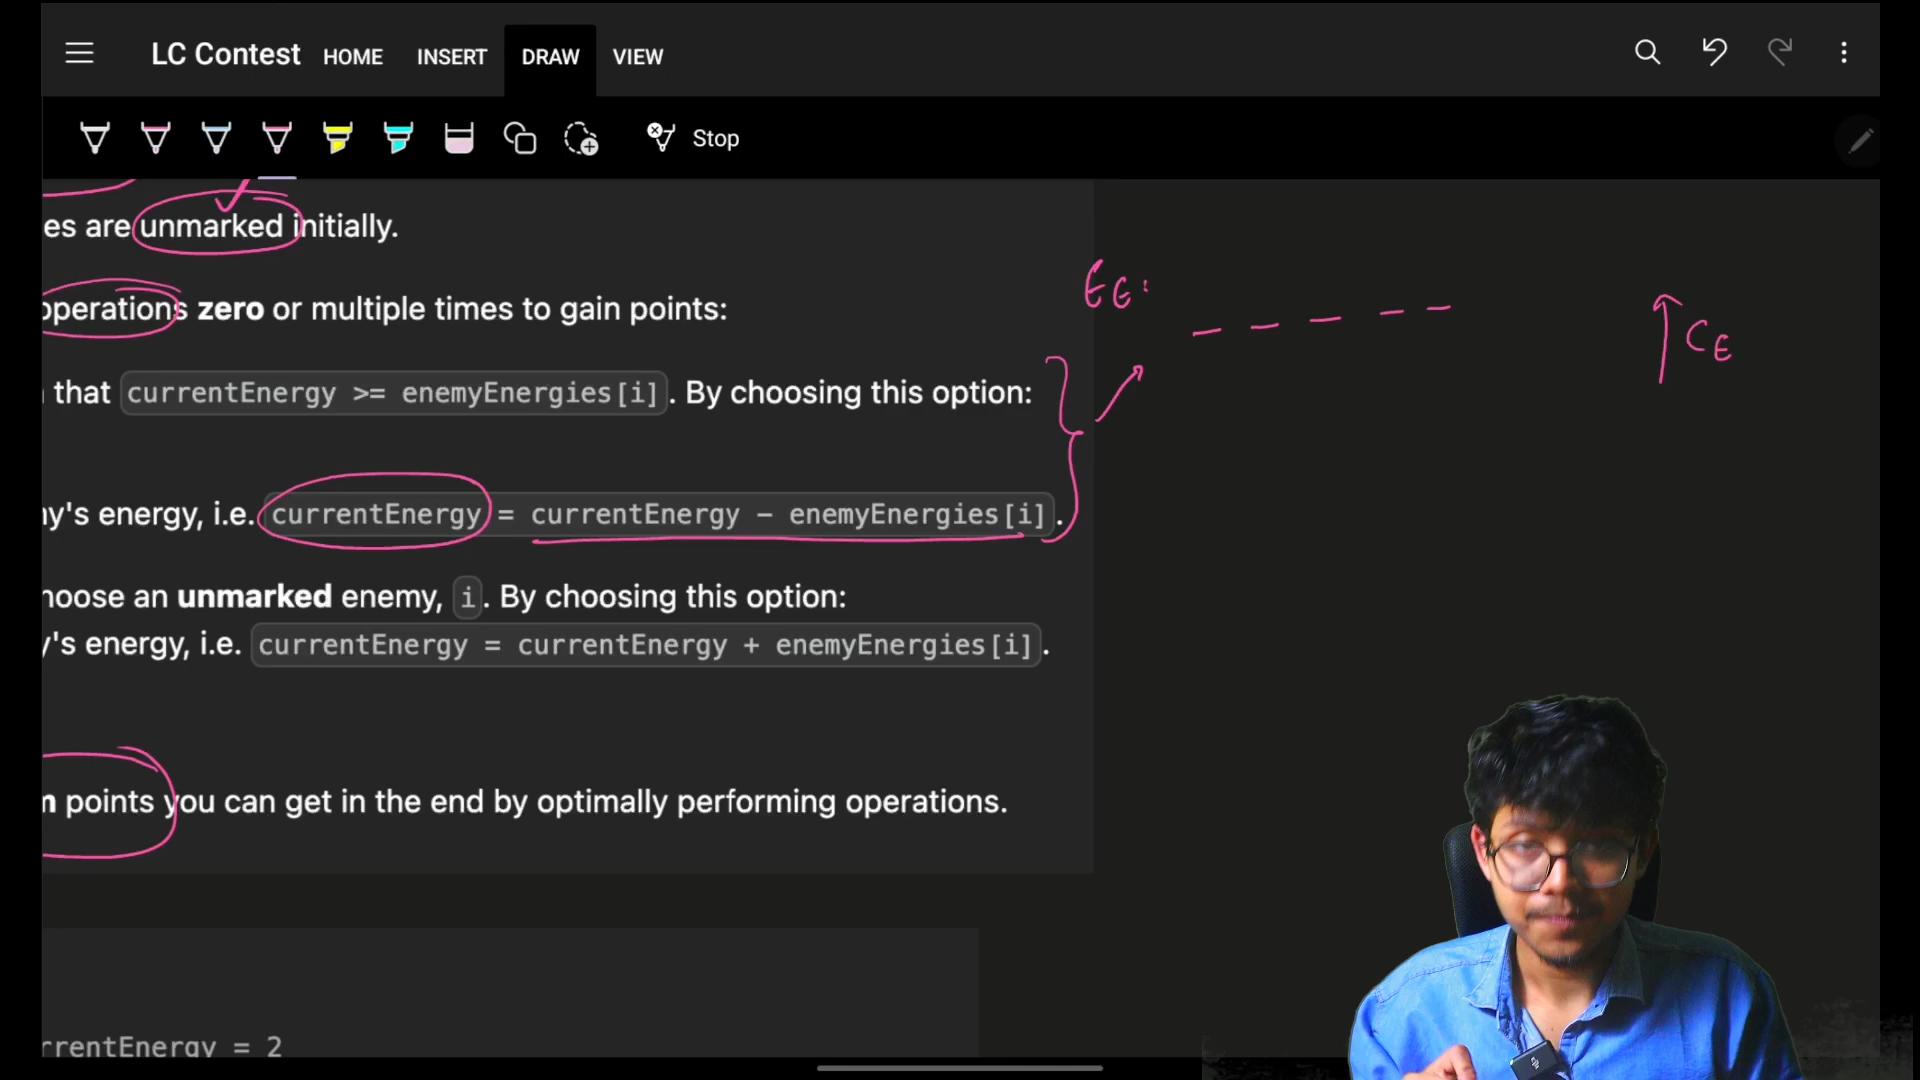 LC Contest HOME INSERT DRAW VIEW
Stop
es are unmarked initially.
EE:
operations zero or multiple times to gain points:
CE
that currentEnergy >= enemyEnergies[i]. By choosing this option:
y's energy, i.e. currentEnergy = currentEnergy - enemyEnergies[i].
hoose an unmarked enemy, i. By choosing this option:
y's energy, i.e. currentEnergy = currentEnergy + enemyEnergies[i].
m points you can get in the end by optimally performing operations.
rrentEnergy = 2